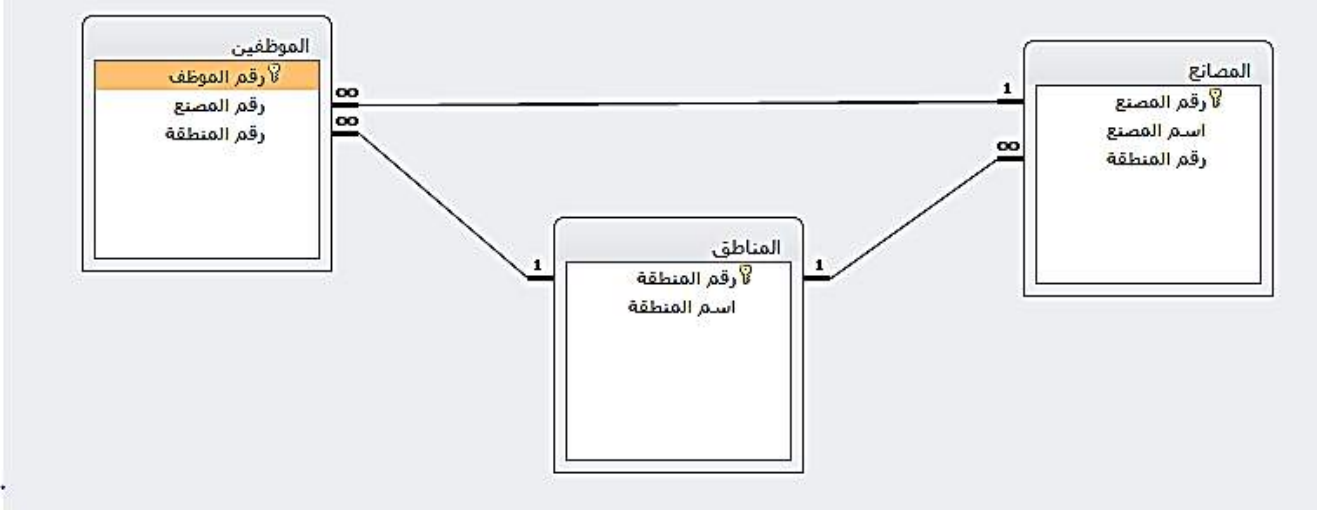 المصانع
رقم المصنع
اسم المصنع
رقم المنطقة
1
∞
الموظفين
رقم الموظف
رقم المصنع
رقم المنطقة
∞
∞
المناطق
رقم المنطقة
اسم المنطقة
1
1